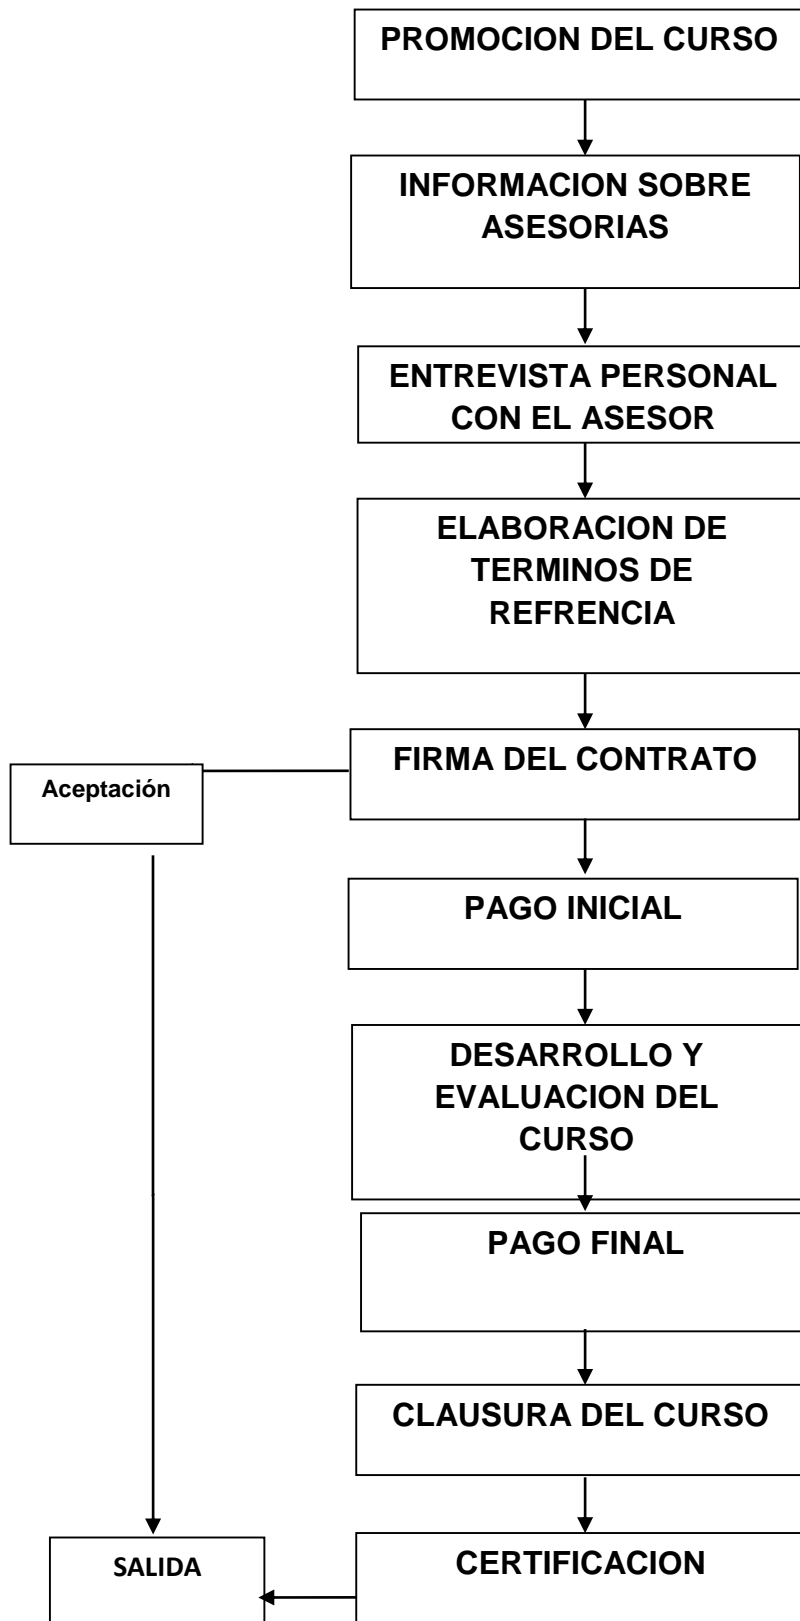 PROMOCION DEL CURSO
INFORMACION SOBRE
ASESORIAS
ENTREVISTA PERSONAL
CON EL ASESOR
ELABORACION DE
TERMINOS DE
REFRENCIA
FIRMA DEL CONTRATO
Aceptación
PAGO INICIAL
DESARROLLO Y
EVALUACION DEL
CURSO
PAGO FINAL
CLAUSURA DEL CURSO
CERTIFICACION
SALIDA